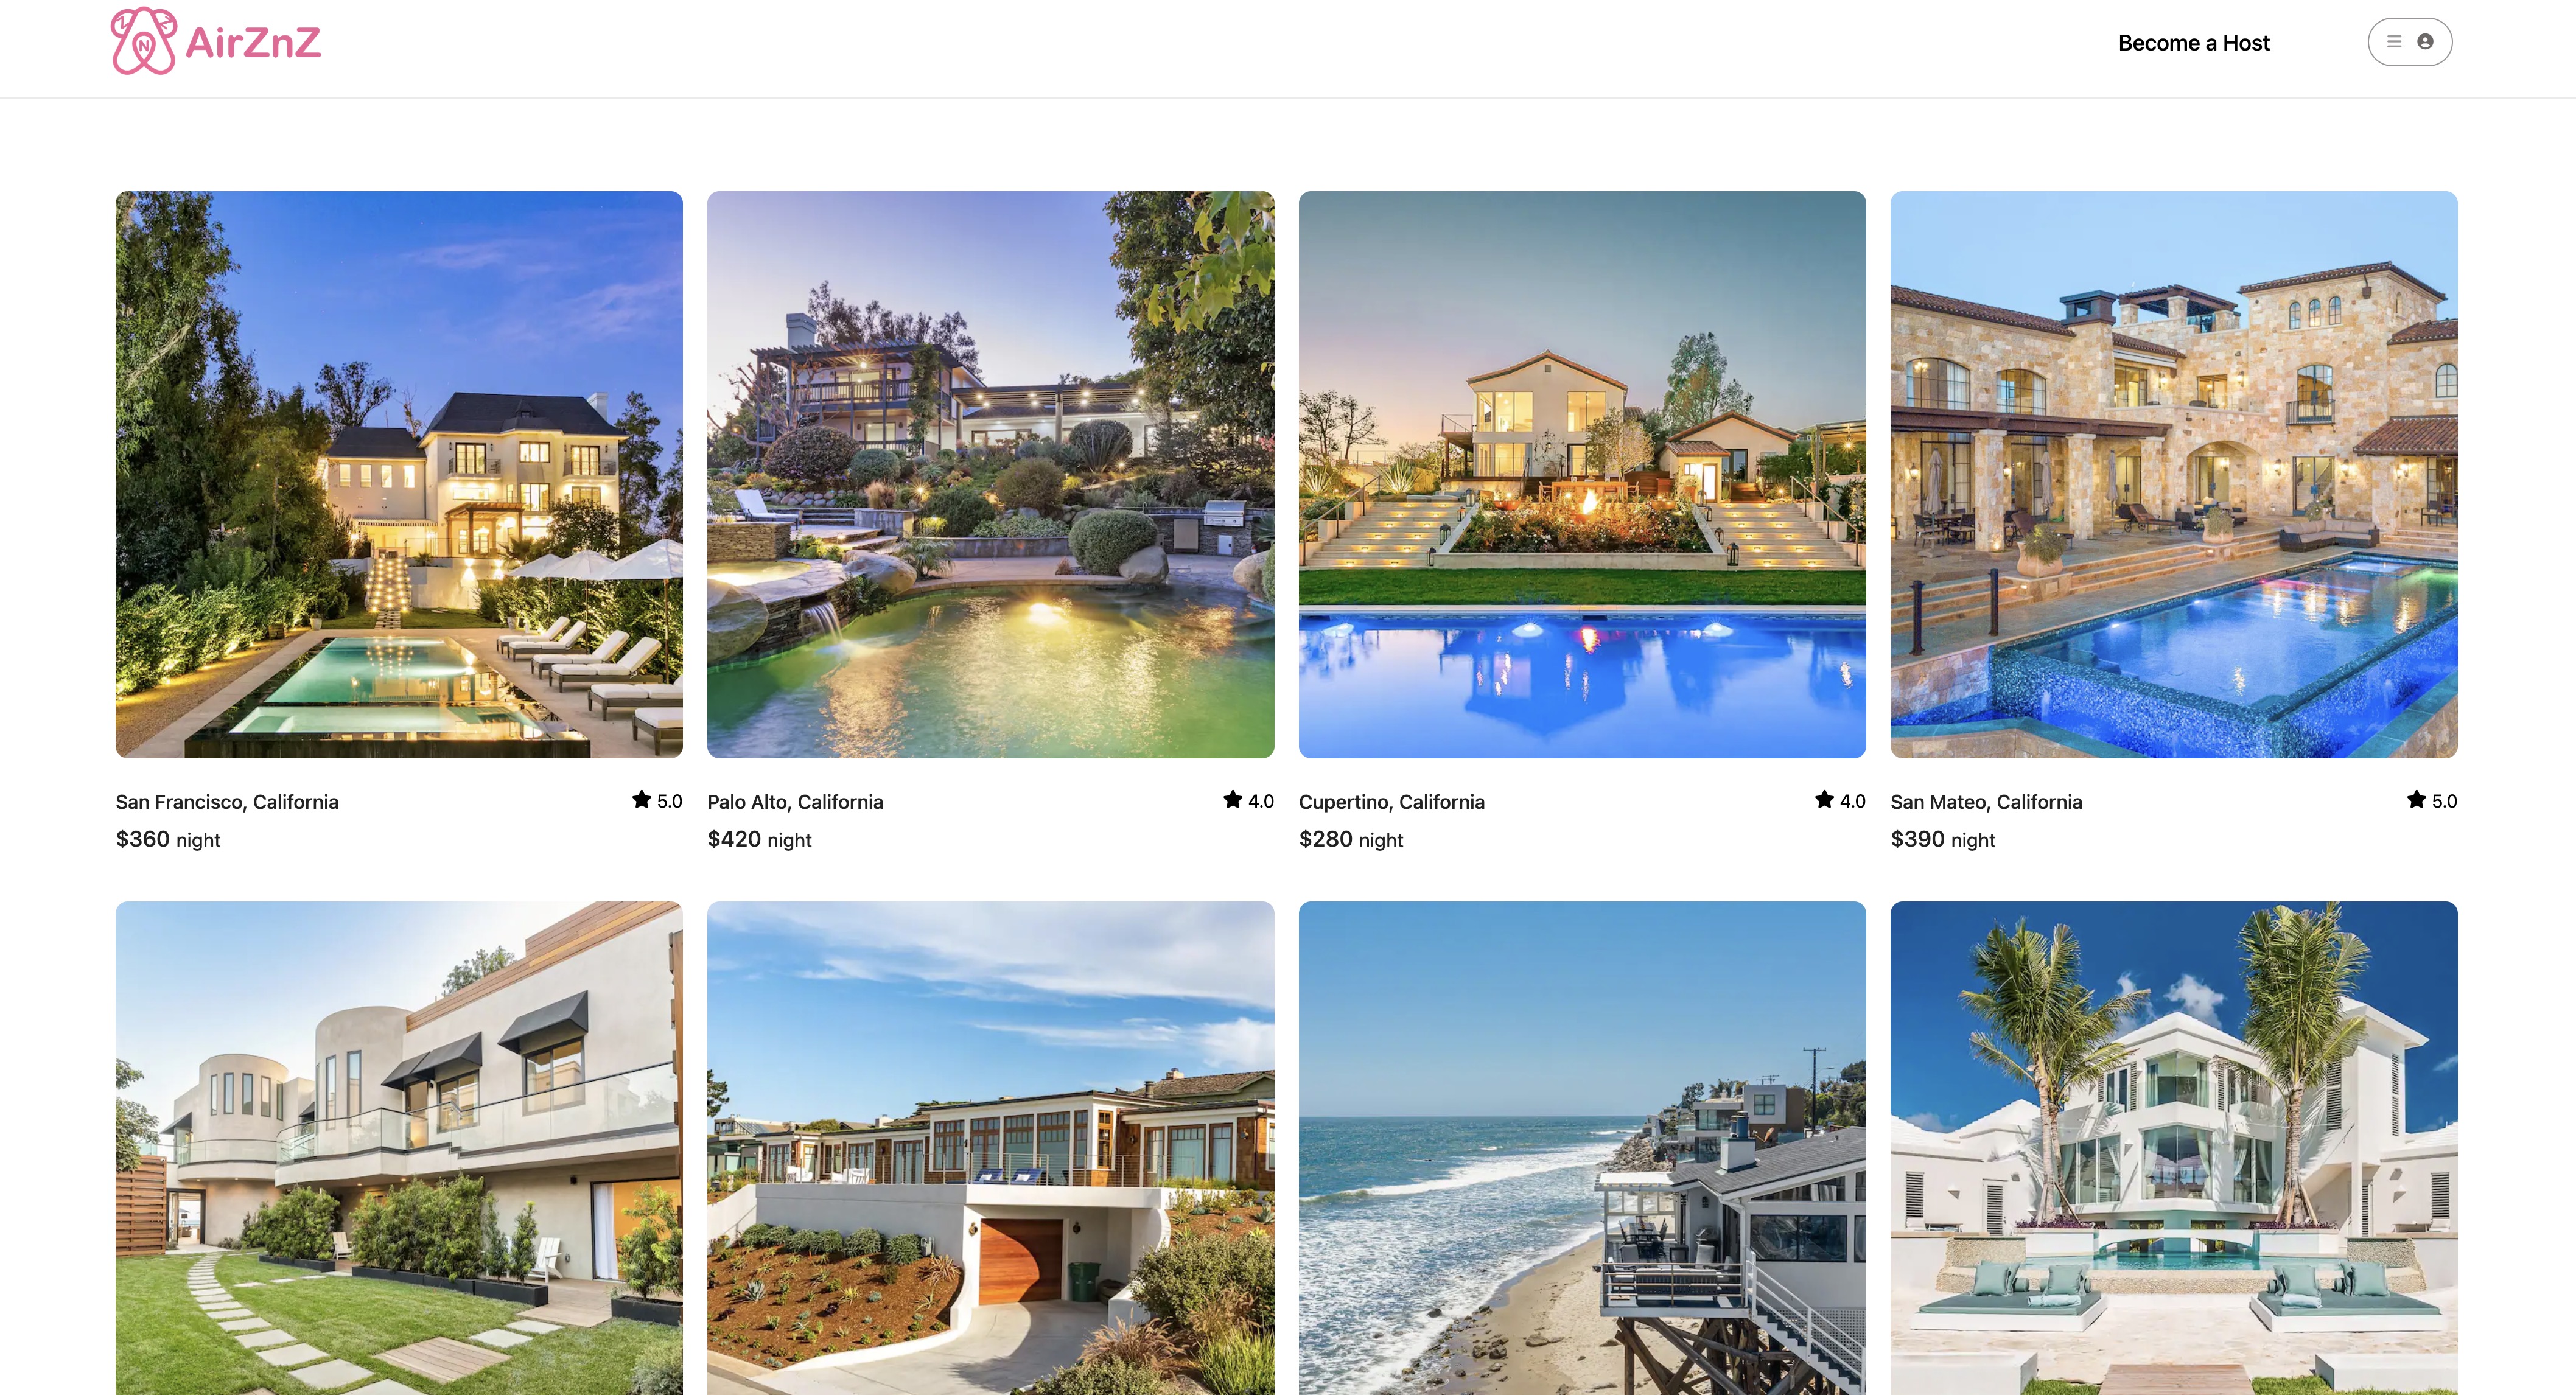 AirZnZ
Become a Host
San Francisco, California
5.0
$360 night
Palo Alto, California
4.0
$420 night
Cupertino, California
4.0
$280 night
San Mateo, California
5.0
$390 night